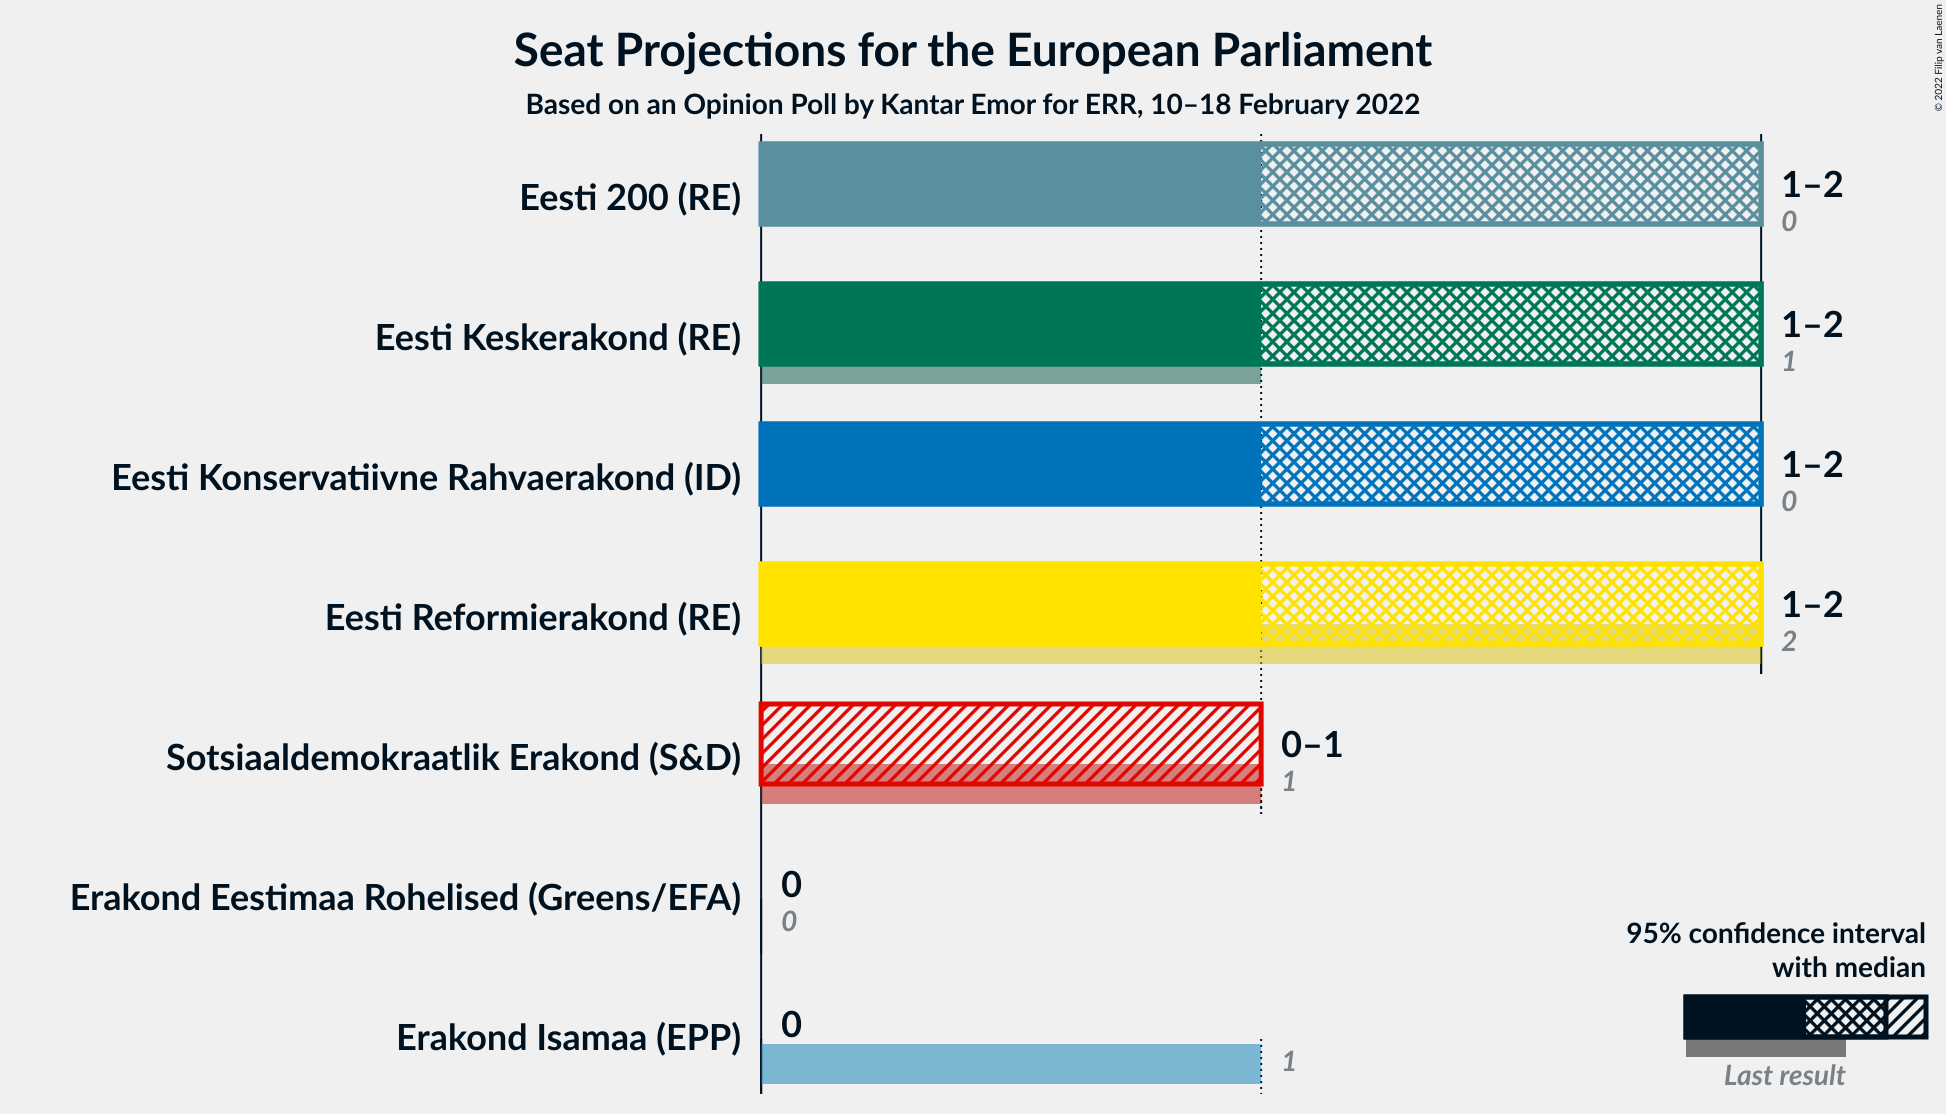 Seat Projections for the European Parliament
Based on an Opinion Poll by Kantar Emor for ERR, 10–18 February 2022
© 2022 Filip van Laenen
Eesti 200 (RE)
1–2
0
Eesti Keskerakond (RE)
1–2
1
Eesti Konservatiivne Rahvaerakond (ID)
1–2
0
Eesti Reformierakond (RE)
1–2
2
Sotsiaaldemokraatlik Erakond (S&D)
0–1
1
Erakond Eestimaa Rohelised (Greens/EFA)
0
0
Erakond Isamaa (EPP)
0
1
95% confidence interval
with median
Last result